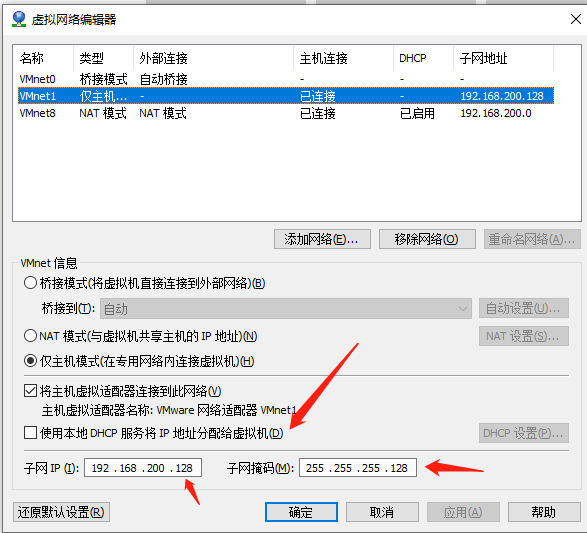 虚拟网络编辑器
名称 类型 外部连接 主机连接 DHCP 子网地址
VMnet0 桥接模式 自动桥接 - - -
VMnet1 仅主机... - 已连接 - 192.168.200.128
VMnet8 NAT 模式 NAT 模式 已连接 已启用 192.168.200.0
添加网络(E)... 移除网络(O) 重命名网络(A)...
VMnet 信息
桥接模式(将虚拟机直接连接到外部网络)(B)
桥接到(T): 自动 自动设置(U)...
NAT 模式(与虚拟机共享主机的 IP 地址)(N) NAT 设置(S)...
仅主机模式(在专用网络内连接虚拟机)(H)
将主机虚拟适配器连接到此网络(V)
主机虚拟适配器名称: VMware 网络适配器 VMnet1
使用本地 DHCP 服务将 IP 地址分配给虚拟机(D) DHCP 设置(P)...
子网 IP (I): 192 . 168 . 200 . 128 子网掩码(M): 255 . 255 . 255 . 128
还原默认设置(R) 确定 取消 应用(A) 帮助